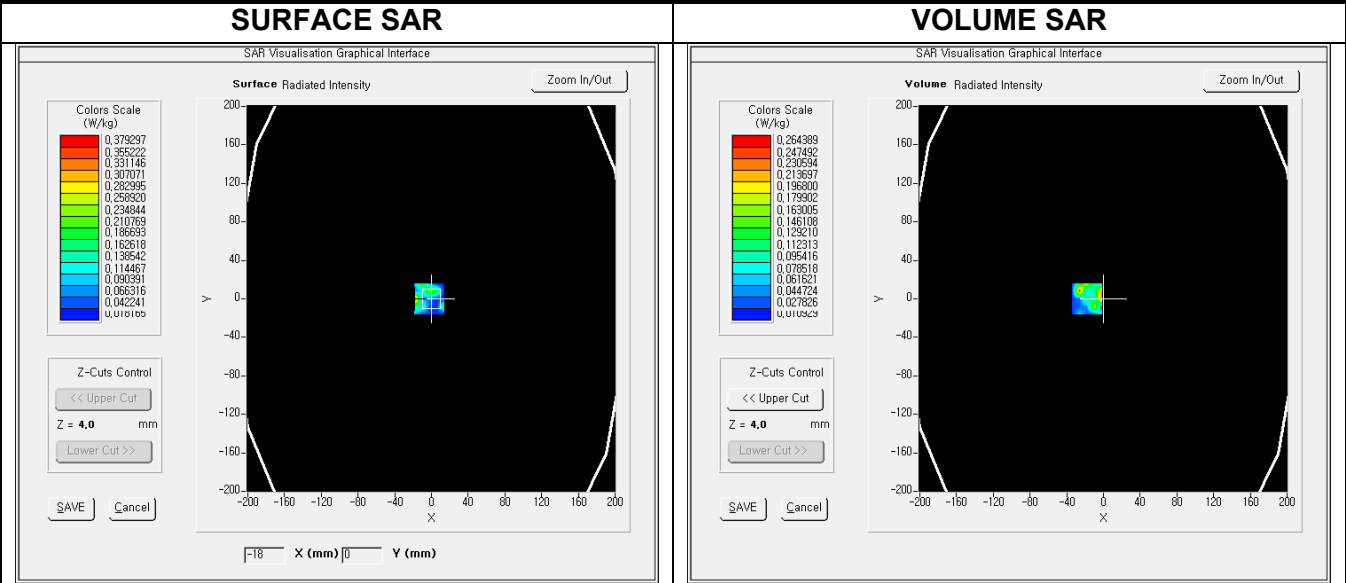 SURFACE SAR
SAR Visualisation Graphical Interface
Surface Radiated Intensity
Zoom In/Out
Colors Scale
(W/kg)
0,379297
0,355222
0,331146
0,307071
0,282995
0,258920
0,234844
0,210769
0,186693
0,162618
0,138542
0,114467
0,090391
0,066316
0,042241
0,018165
200
160
120
80
40
0
-40
-80
-120
-160
-200
Y
-200 -160 -120 -80 -40 0 40 80 120 160 200
X
Z-Cuts Control
<< Upper Cut
Z = 4,0 mm
Lower Cut >>
SAVE Cancel
-18 X (mm) 0 Y (mm)
VOLUME SAR
SAR Visualisation Graphical Interface
Volume Radiated Intensity
Zoom In/Out
Colors Scale
(W/kg)
0,264389
0,247492
0,230594
0,213697
0,196800
0,179902
0,163005
0,146108
0,129210
0,112313
0,095416
0,078518
0,061621
0,044724
0,027826
0,010929
200
160
120
80
40
0
-40
-80
-120
-160
-200
Y
-200 -160 -120 -80 -40 0 40 80 120 160 200
X
Z-Cuts Control
<< Upper Cut
Z = 4,0 mm
Lower Cut >>
SAVE Cancel